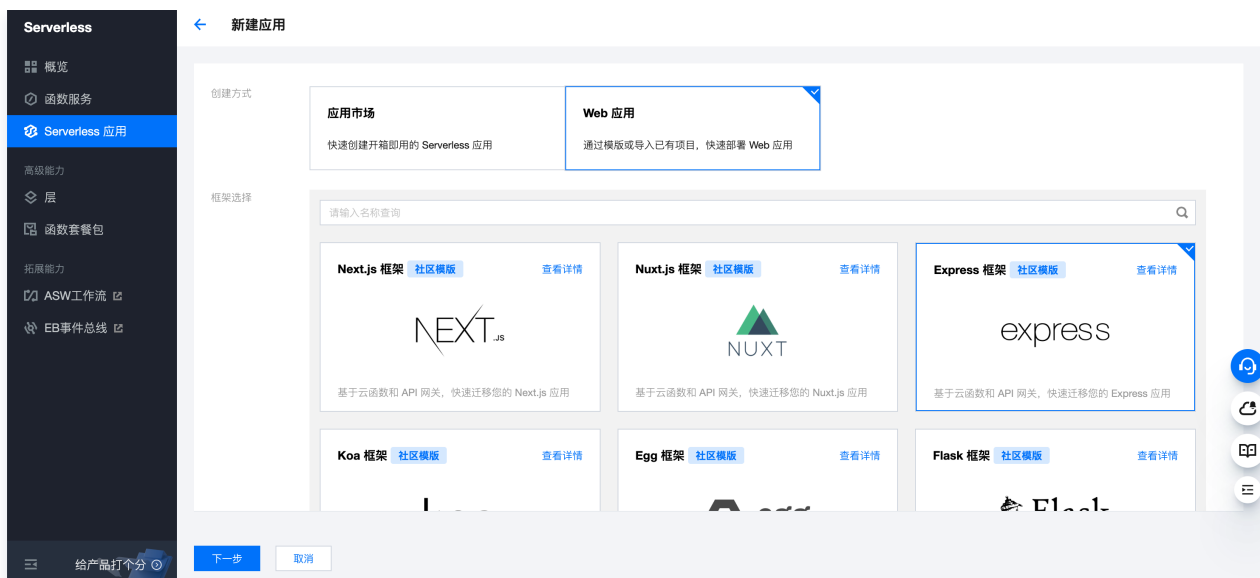 Serverless
新建应用
概览
函数服务
Serverless 应用
高级能力
层
函数套餐包
拓展能力
ASW工作流
EB事件总线
给产品打个分
创建方式
应用市场
快速创建开箱即用的 Serverless 应用
Web 应用
通过模版或导入已有项目，快速部署 Web 应用
框架选择
请输入名称查询
Next.js 框架 社区模版 查看详情
NEXT.JS
基于云函数和 API 网关，快速迁移您的 Next.js 应用
Nuxt.js 框架 社区模版 查看详情
NUXT
基于云函数和 API 网关，快速迁移您的 Nuxt.js 应用
Express 框架 社区模版 查看详情
express
基于云函数和 API 网关，快速迁移您的 Express 应用
Koa 框架 社区模版 查看详情
Egg 框架 社区模版 查看详情
egg
Flask 框架 社区模版 查看详情
Flask
下一步
取消